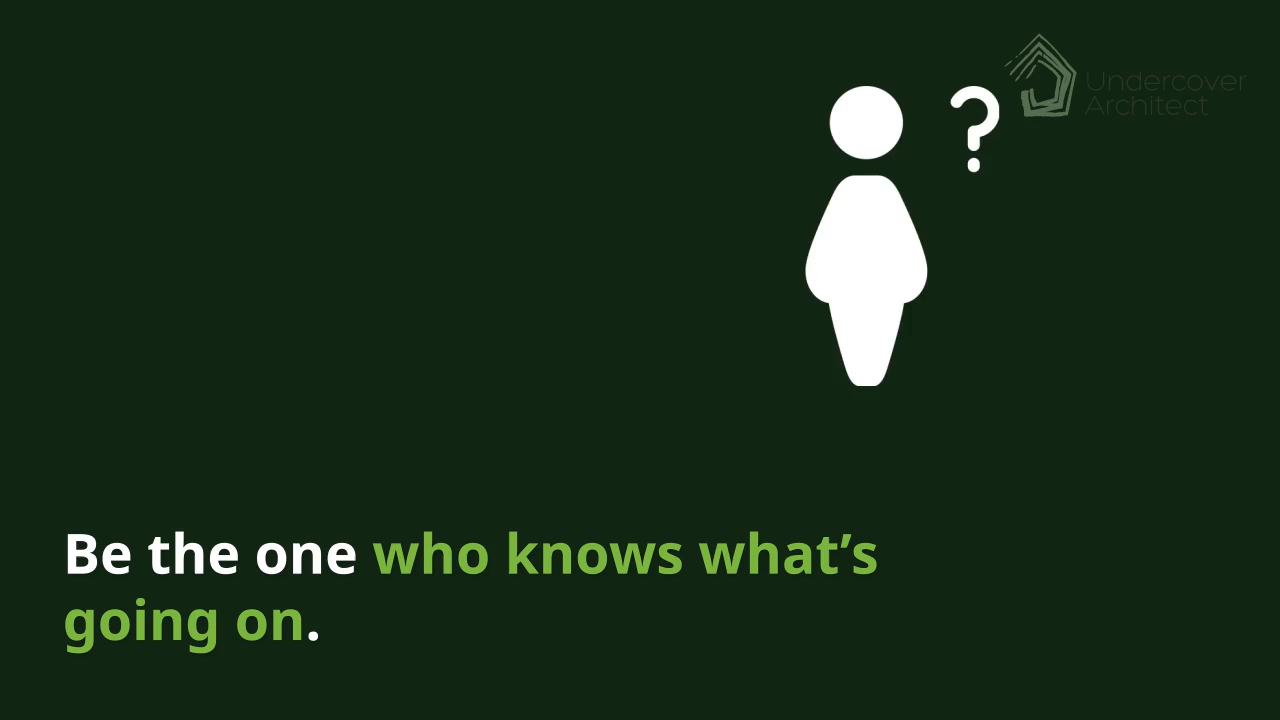 ?
Undercover
Architect
Be the one who knows what’s
going on.